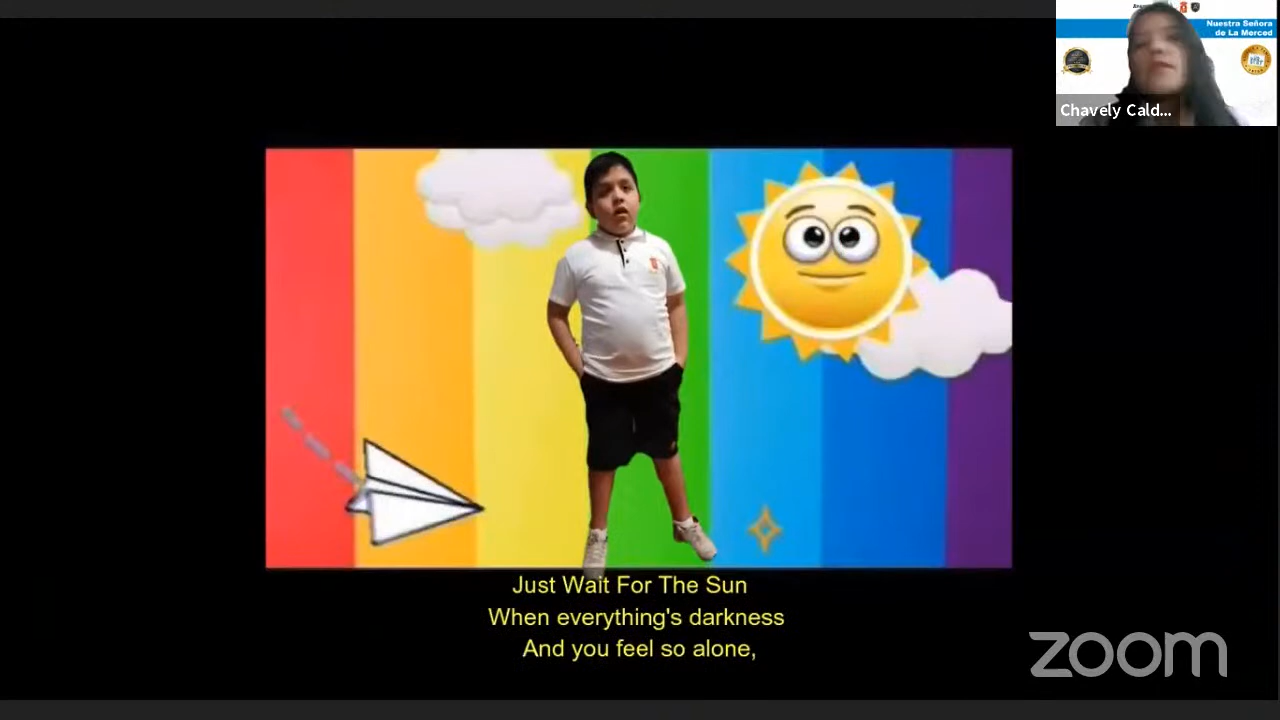 Nuestra Señora
de La Merced
Chavely Cald...
Just Wait For The Sun
When everything's darkness
And you feel so alone,
zoom